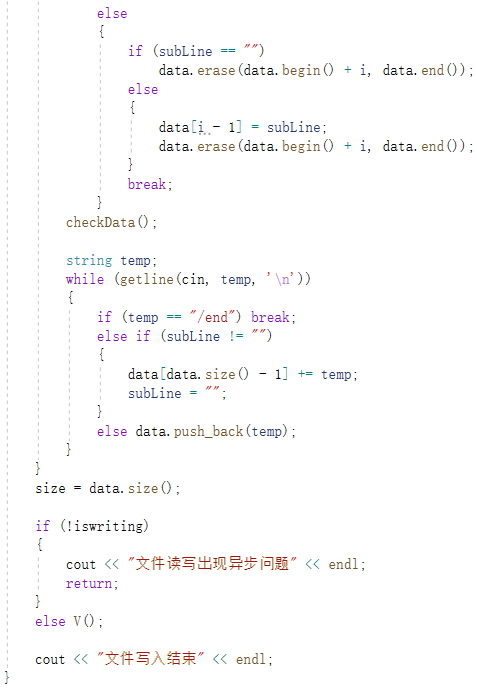 else
{
if (subLine == "")
data.erase(data.begin() + i, data.end());
else
{
data[i - 1] = subLine;
data.erase(data.begin() + i, data.end());
}
break;
}
checkData();
string temp;
while (getline(cin, temp, '\n'))
{
if (temp == "/end") break;
else if (subLine != "")
{
data[data.size() - 1] += temp;
subLine = "";
}
else data.push_back(temp);
}
}
size = data.size();
if (!iswriting)
{
cout << "文件读写出现异步问题" << endl;
return;
}
else V();
cout << "文件写入结束" << endl;
}